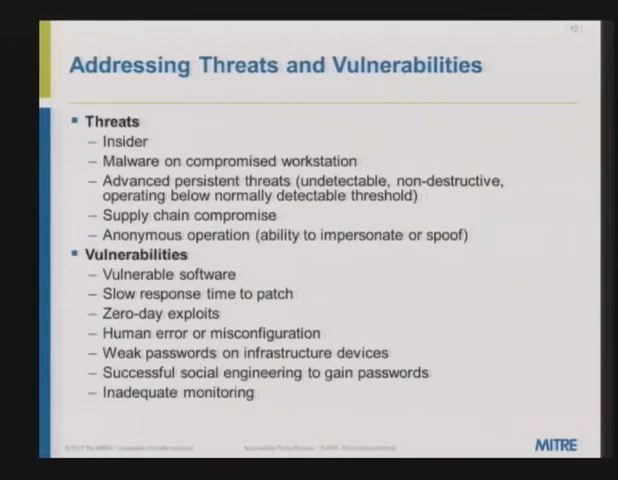 12
Addressing Threats and Vulnerabilities
Threats
– Insider
– Malware on compromised workstation
– Advanced persistent threats (undetectable, non-destructive,
operating below normally detectable threshold)
– Supply chain compromise
– Anonymous operation (ability to impersonate or spoof)
Vulnerabilities
– Vulnerable software
– Slow response time to patch
– Zero-day exploits
– Human error or misconfiguration
– Weak passwords on infrastructure devices
– Successful social engineering to gain passwords
– Inadequate monitoring
MITRE